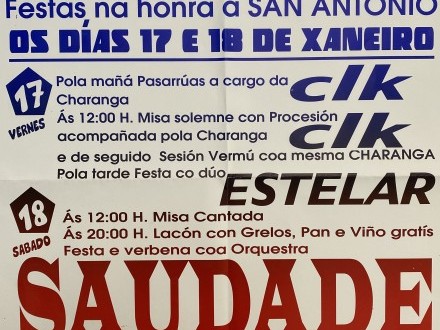 Festas na honra a SAN ANTONIO
OS DÍAS 17 E 18 DE XANEIRO
17 VERNES
Pola mañá Pasarrúas a cargo da
Charanga clk
Ás 12:00 H. Misa solemne con Procesión
acompañada pola Charanga clk
e de seguido Sesión Vermú coa mesma CHARANGA
Pola tarde Festa co dúo ESTELAR
18 SABADO
Ás 12:00 H. Misa Cantada
Ás 20:00 H. Lacón con Grelos, Pan e Viño gratís
Festa e verbena coa Orquestra
SAUDADE